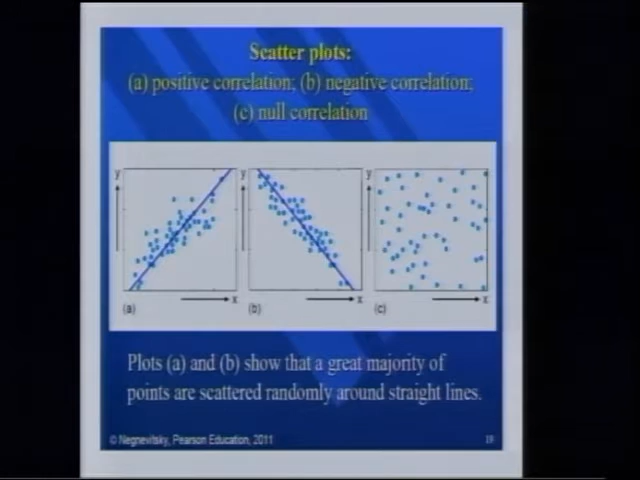 Scatter plots:
(a) positive correlation; (b) negative correlation;
(c) null correlation
y
y
y
x
x
x
(a)
(b)
(c)
Plots (a) and (b) show that a great majority of
points are scattered randomly around straight lines.
© Negnevitsky, Pearson Education, 2011